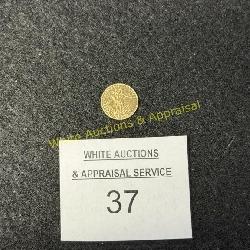 White Auctions & Appraisal
WHITE AUCTIONS
& APPRAISAL SERVICE
37